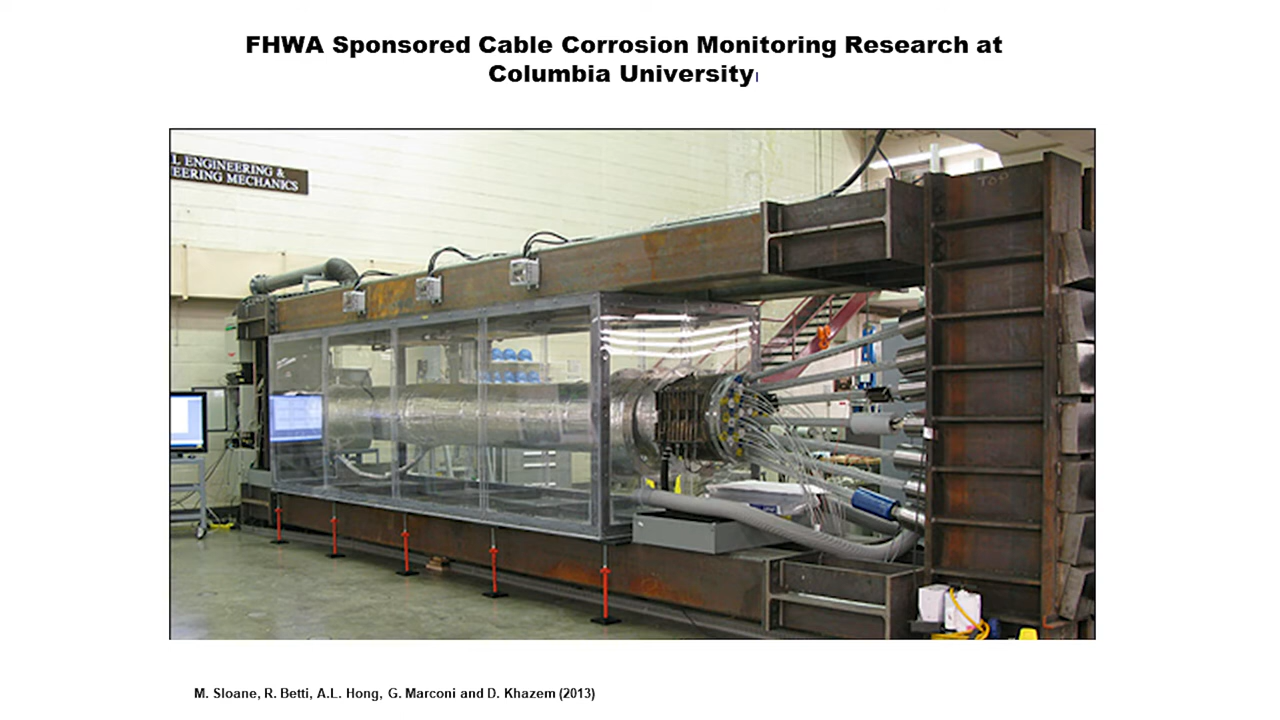 FHWA Sponsored Cable Corrosion Monitoring Research at
Columbia University
L ENGINEERING &
EERING MECHANICS
TOP
M. Sloane, R. Betti, A.L. Hong, G. Marconi and D. Khazem (2013)